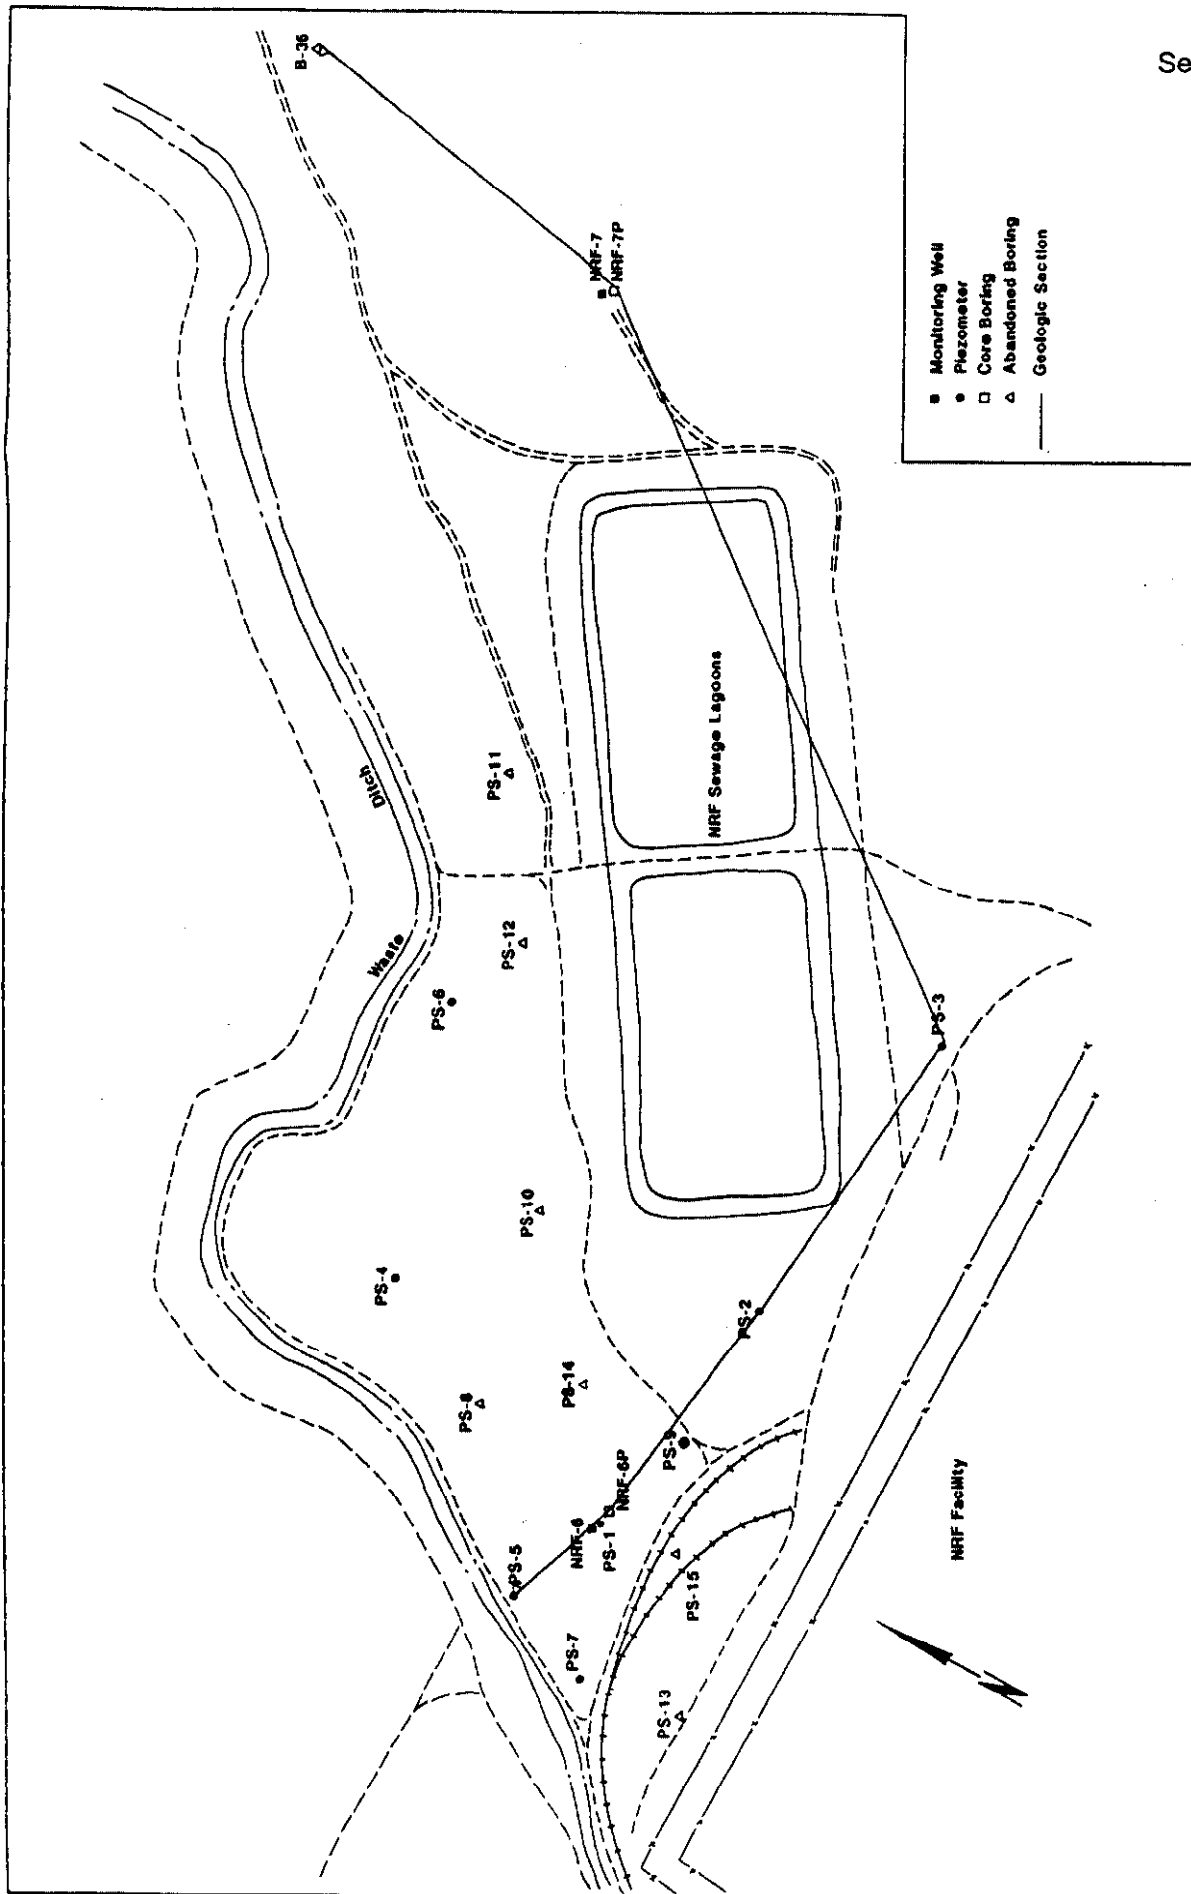 Se
B-36
NRF-7
NRF-7P
Monitoring Well
Piezometer
Core Boring
Abandoned Boring
Geologic Section
Ditch
Waste
PS-11
NRF Sewage Lagoons
PS-12
PS-6
PS-3
PS-10
PS-4
PS-2
PS-14
PS-8
PS-9
NRF-6P
NRF-6
PS-1
PS-5
PS-15
PS-7
PS-13
NRF Facility
N